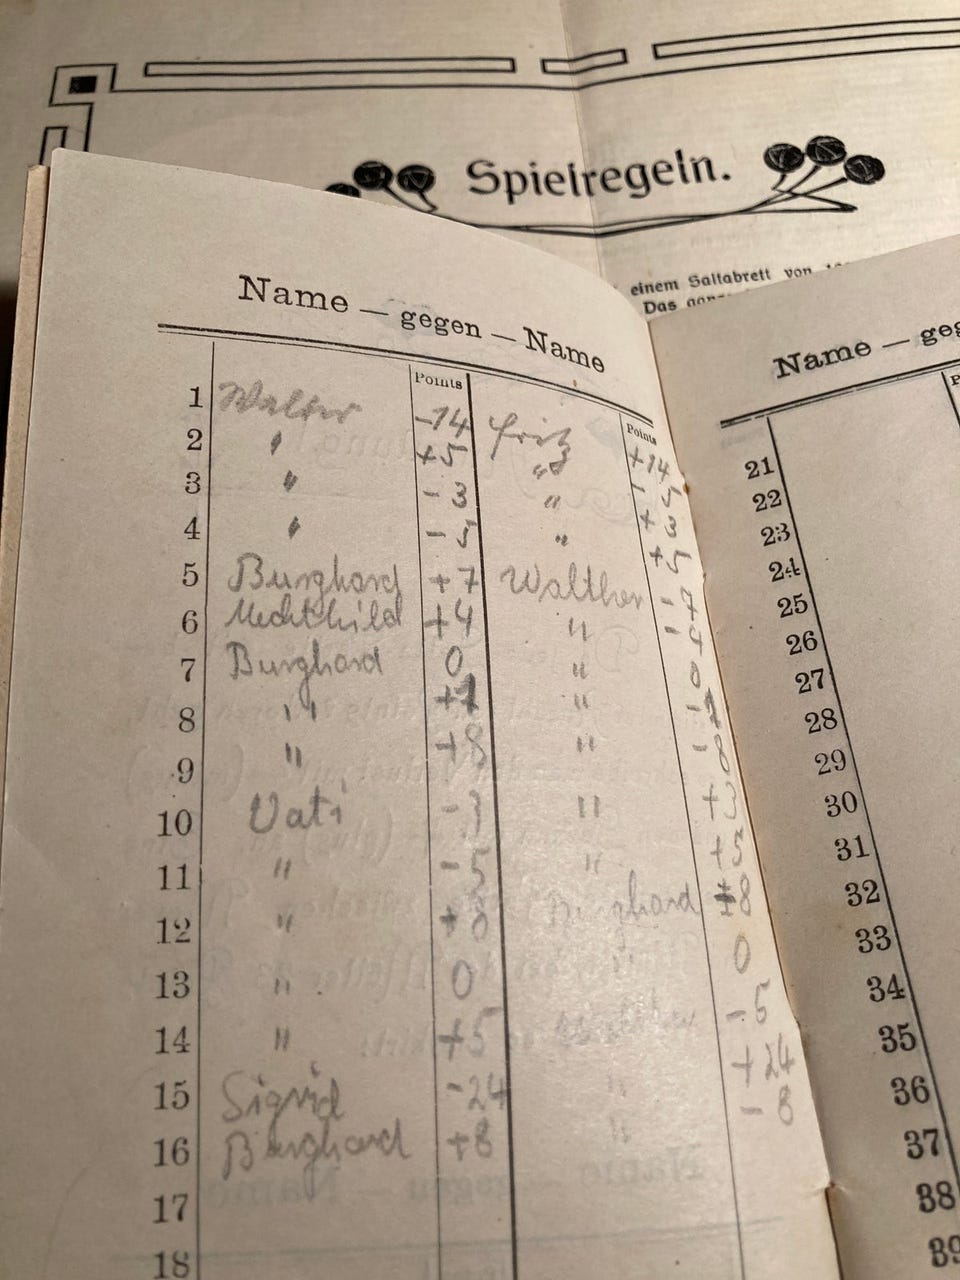 Spielregeln.
einem Saltabrett von
Das
Name — gegen — Name
Points Points
1 Walter -14 Fritz +14
2 " +5 " - 5
3 " - 3 " + 3
4 " - 5 " + 5
5 Burghard +7 Walther - 7
6 Mechthild +4 " - 4
7 Burghard 0 " 0
8 " " -
9 " +8 " - 8
10 Vati - 3 " +3
11 " - 5 " +5
12 " + 8 Burghard 8
13 " 0 " 0
14 " +5 - 5
15 Sigrid -24 " +24
16 Burghard +8 " - 8
17
18
Name — geg
21
22
23
24
25
26
27
28
29
30
31
32
33
34
35
36
37
38
39